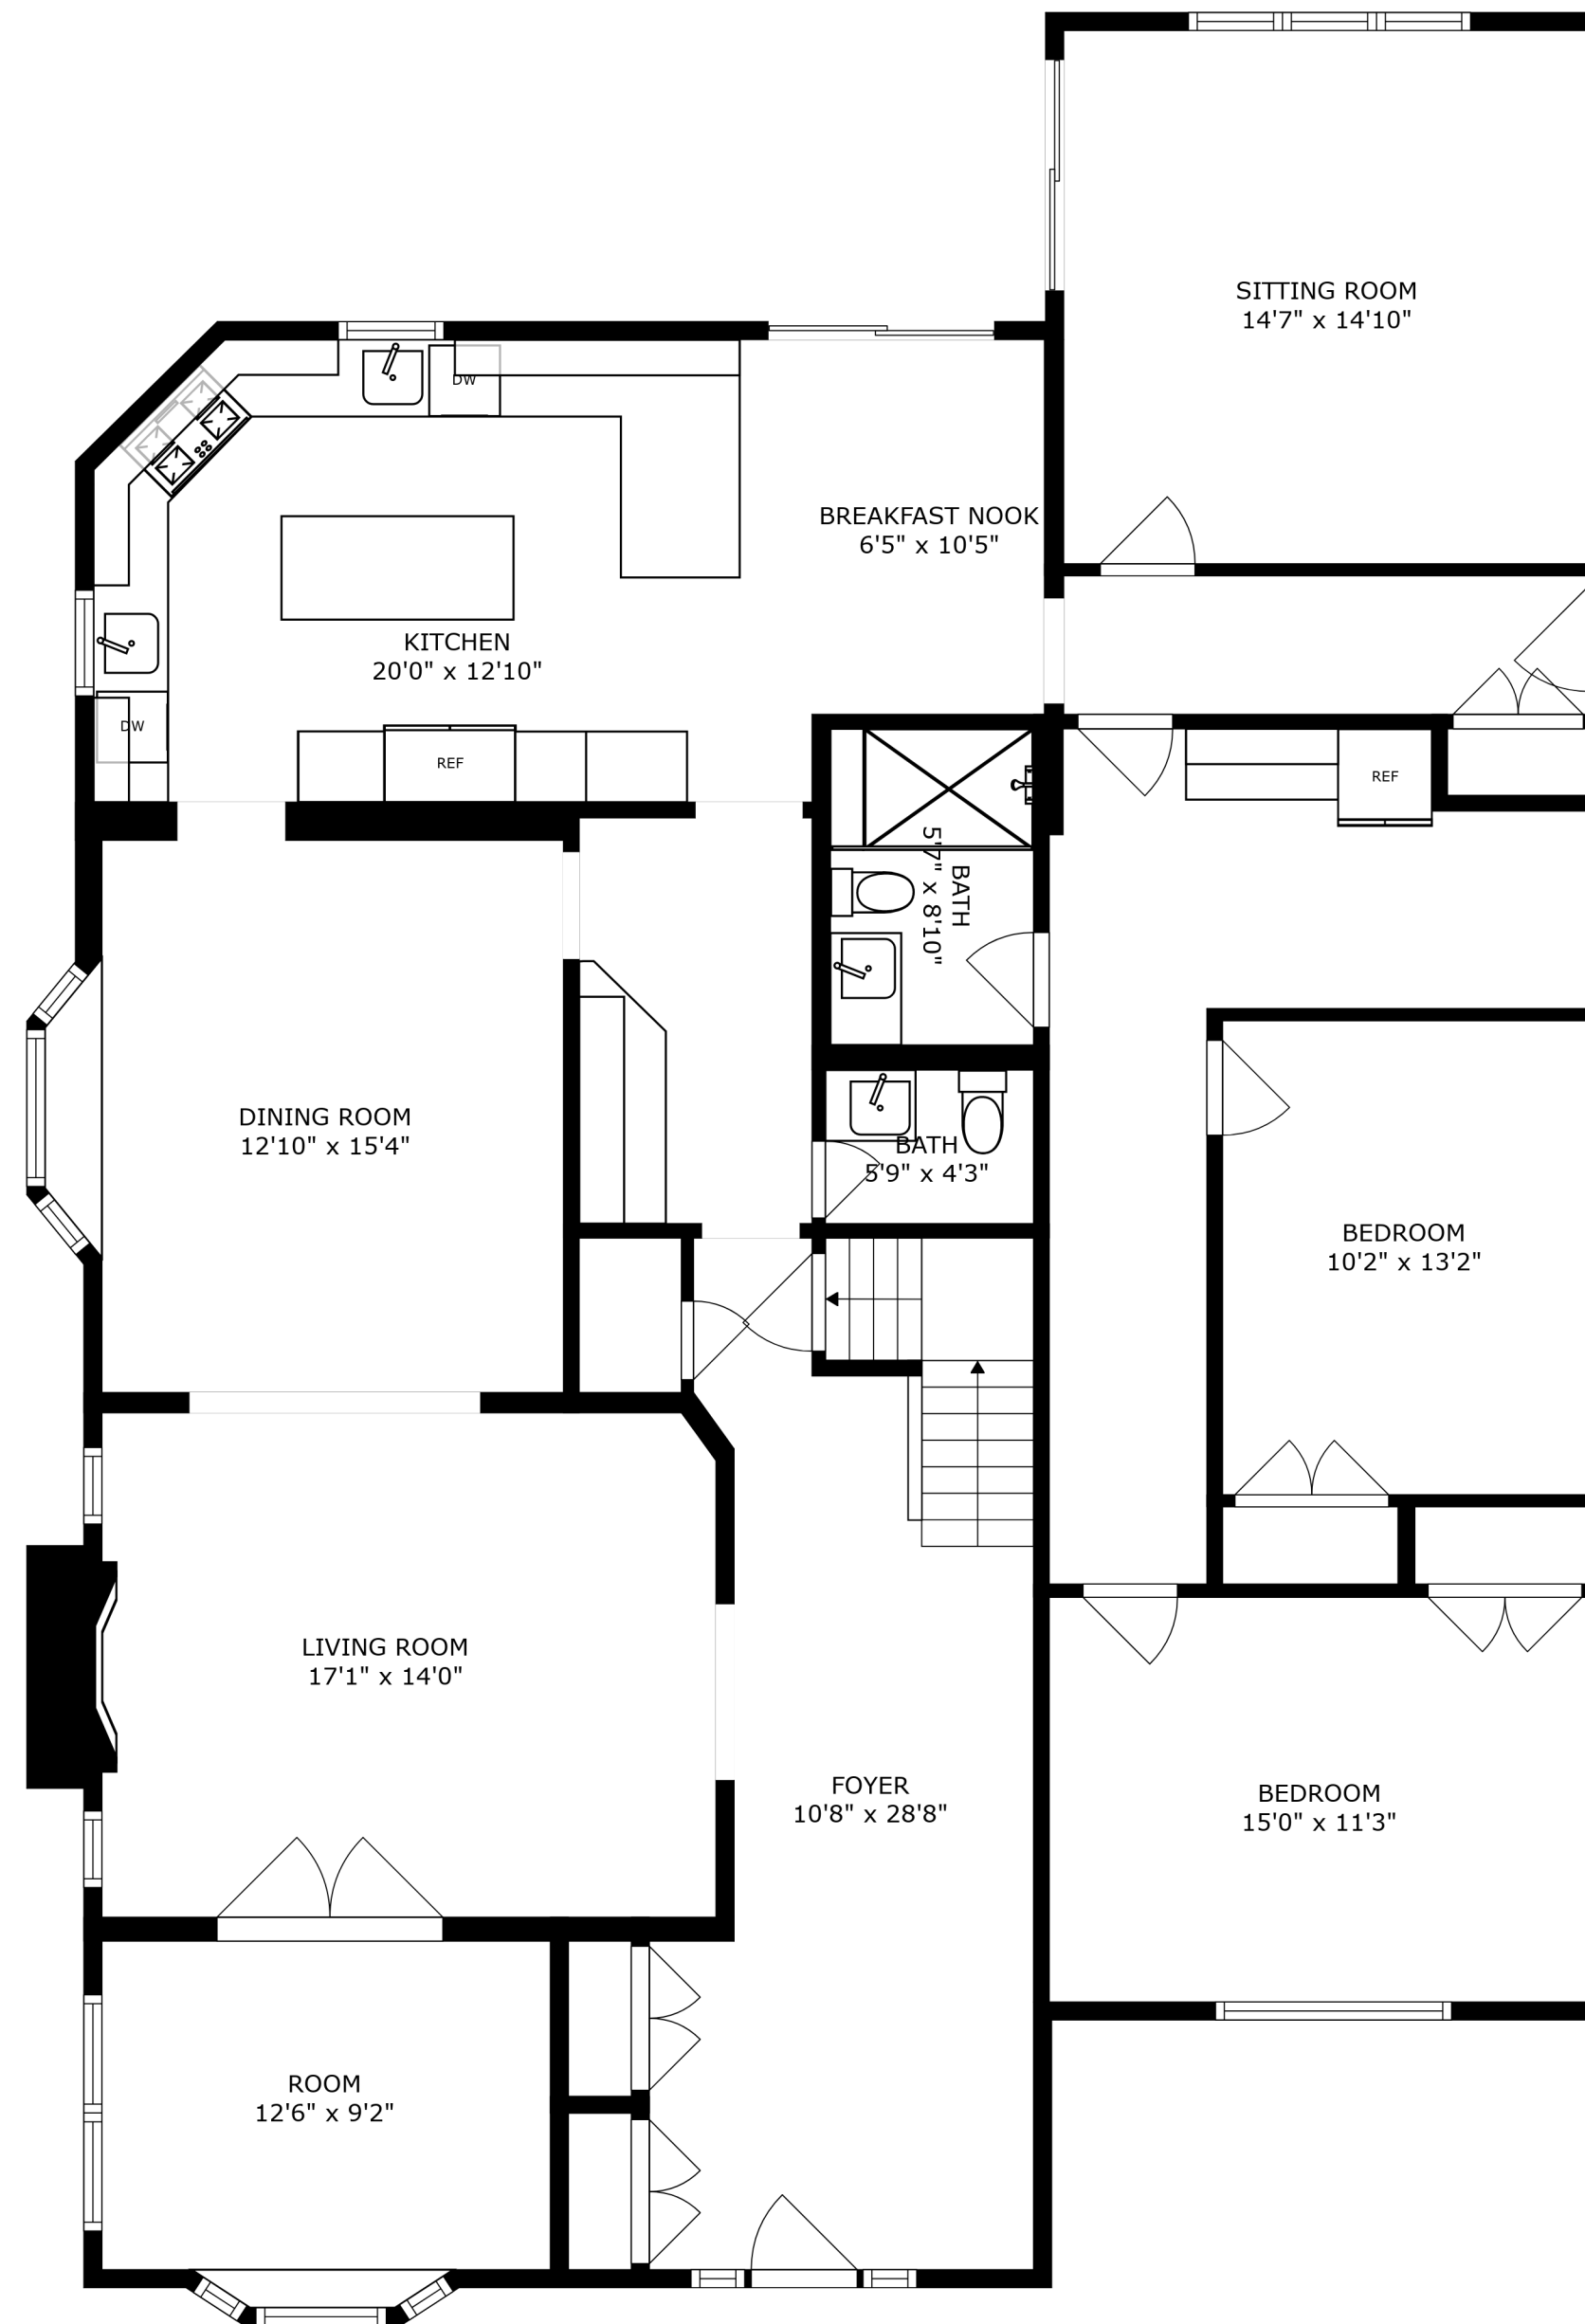 SITTING ROOM
14'7" x 14'10"
DW
BREAKFAST NOOK
6'5" x 10'5"
KITCHEN
20'0" x 12'10"
DW
REF
REF
BATH
5'7" x 8'10"
DINING ROOM
12'10" x 15'4"
BATH
5'9" x 4'3"
BEDROOM
10'2" x 13'2"
LIVING ROOM
17'1" x 14'0"
FOYER
10'8" x 28'8"
BEDROOM
15'0" x 11'3"
ROOM
12'6" x 9'2"